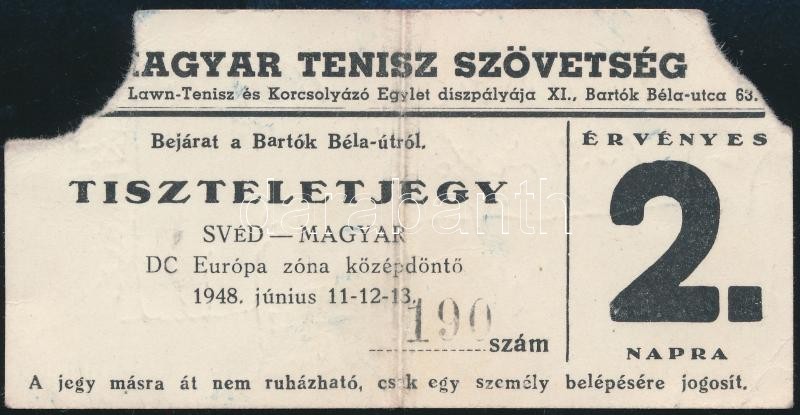 MAGYAR TENISZ SZÖVETSÉG
Lawn-Tenisz és Korcsolyázó Egylet díszpályája XI., Bartók Béla-utca 63.
Bejárat a Bartók Béla-útról.
TISZTELETJEGY
SVÉD — MAGYAR
DC Európa zóna középdöntő
1948. június 11-12-13.
190 szám
A jegy másra át nem ruházható, csak egy személy belépésére jogosít.
ÉRVÉNYES
2.
NAPRA
darabanth